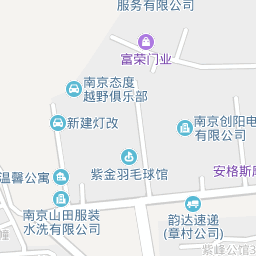 服务有限公司
富荣门业
南京态度
越野俱乐部
新建灯改
南京创阳电
有限公司
紫金羽毛球馆
安格斯
温馨公寓
南京山田服装
水洗有限公司
韵达速递
(章村公司)
紫峰公馆3